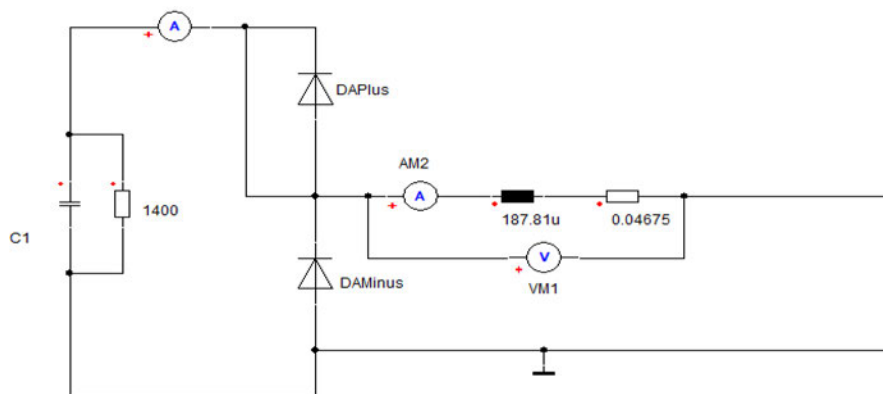 A
DAPlus
AM2
A
1400
187.81u
0.04675
C1
V
DAMinus
VM1